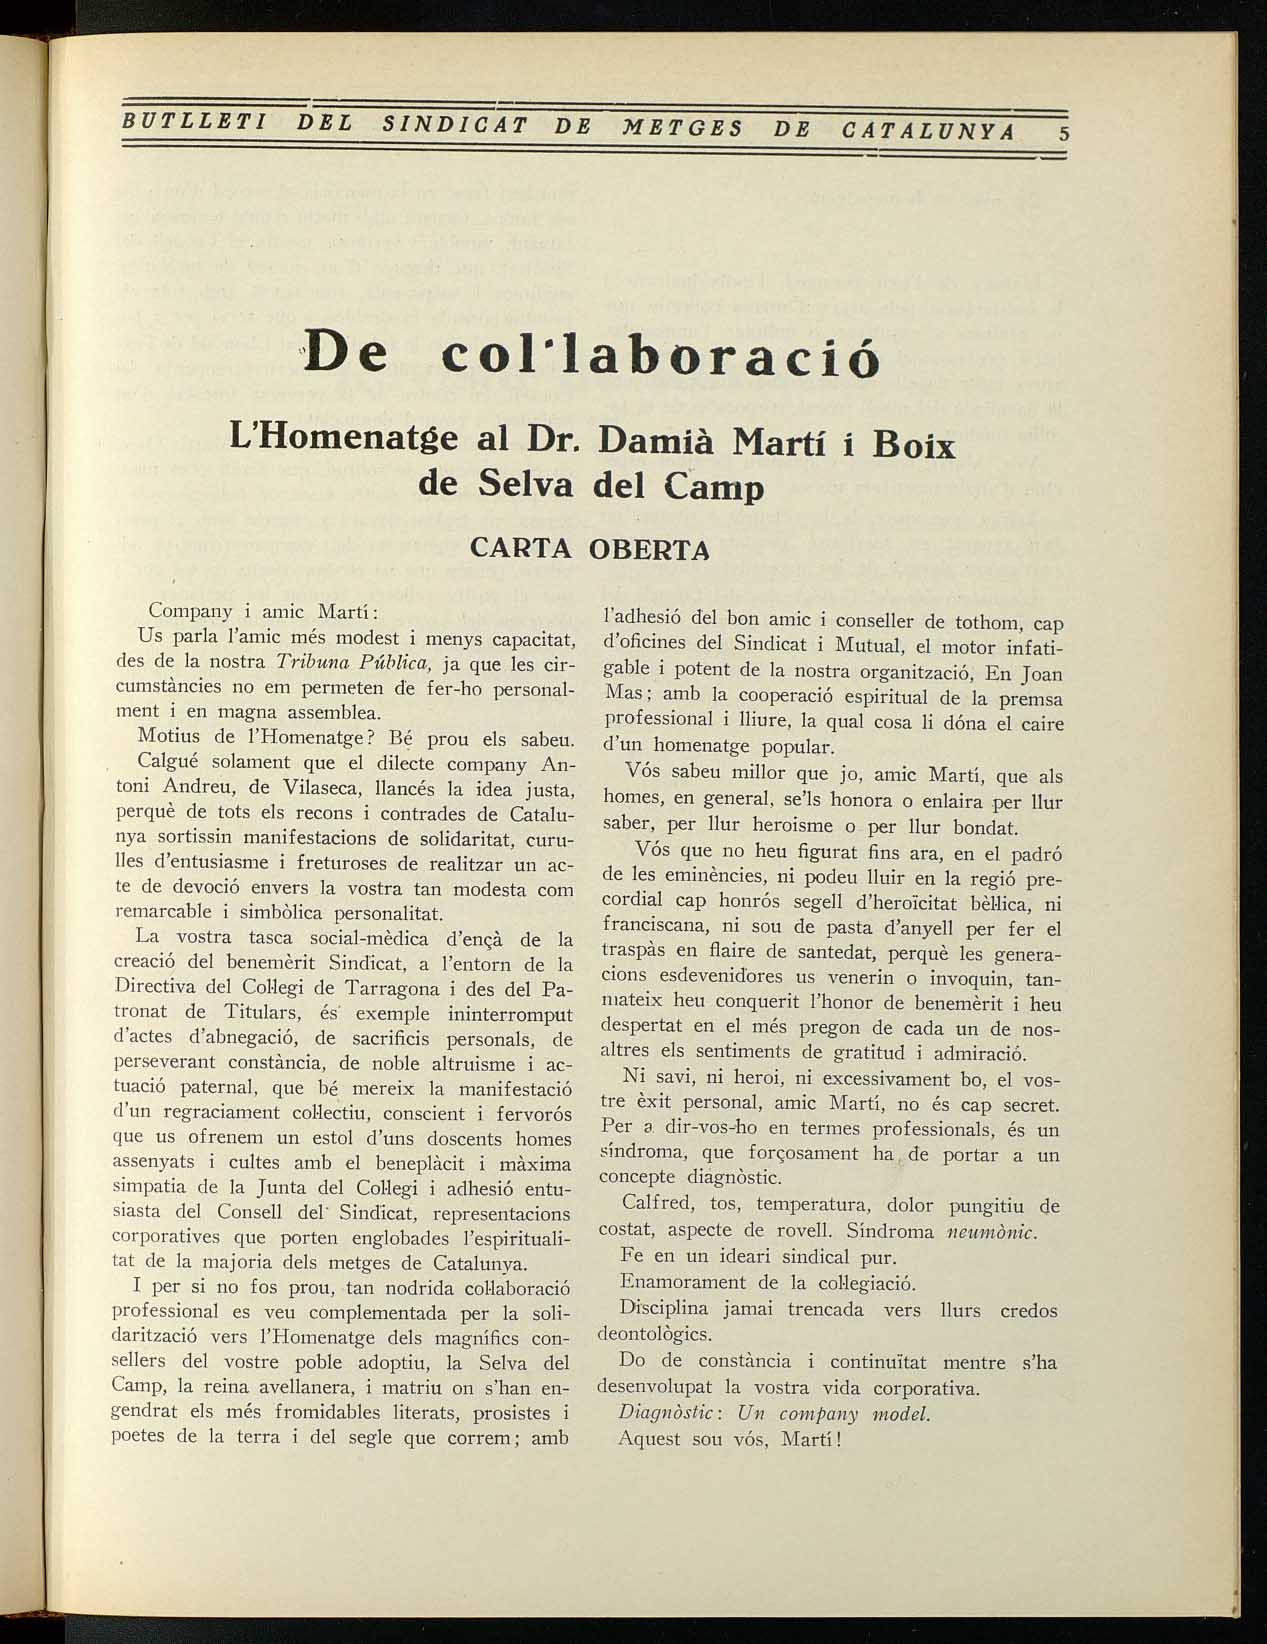 BUTLLETI DEL SINDICAT DE METGES DE CATALUNYA 5
De col·laboració
L'Homenatge al Dr. Damià Martí i Boix
de Selva del Camp
CARTA OBERTA
Company i amic Martí:
Us parla l'amic més modest i menys capacitat,
des de la nostra Tribuna Pública, ja que les cir-
cumstàncies no em permeten de fer-ho personal-
ment i en magna assemblea.
Motius de l'Homenatge? Bé prou els sabeu.
Calgué solament que el dilecte company An-
toni Andreu, de Vilaseca, llancés la idea justa,
perquè de tots els recons i contrades de Catalu-
nya sortissin manifestacions de solidaritat, curu-
lles d'entusiasme i freturoses de realitzar un ac-
te de devoció envers la vostra tan modesta com
remarcable i simbòlica personalitat.
La vostra tasca social-mèdica d'ençà de la
creació del benemèrit Sindicat, a l'entorn de la
Directiva del Col·legi de Tarragona i des del Pa-
tronat de Titulars, és exemple ininterromput
d'actes d'abnegació, de sacrificis personals, de
perseverant constància, de noble altruisme i ac-
tuació paternal, que bé mereix la manifestació
d'un regraciament col·lectiu, conscient i fervorós
que us ofrenem un estol d'uns doscents homes
assenyats i cultes amb el beneplàcit i màxima
simpatia de la Junta del Col·legi i adhesió entu-
siasta del Consell del Sindicat, representacions
corporatives que porten englobades l'espirituali-
tat de la majoria dels metges de Catalunya.
I per si no fos prou, tan nodrida col·laboració
professional es veu complementada per la soli-
darització vers l'Homenatge dels magnífics con-
sellers del vostre poble adoptiu, la Selva del
Camp, la reina avellanera, i matriu on s'han en-
gendrat els més fromidables literats, prosistes i
poetes de la terra i del segle que correm; amb
l'adhesió del bon amic i conseller de tothom, cap
d'oficines del Sindicat i Mutual, el motor infati-
gable i potent de la nostra organització, En Joan
Mas; amb la cooperació espiritual de la premsa
professional i lliure, la qual cosa li dóna el caire
d'un homenatge popular.
Vós sabeu millor que jo, amic Martí, que als
homes, en general, se'ls honora o enlaira per llur
saber, per llur heroisme o per llur bondat.
Vós que no heu figurat fins ara, en el padró
de les eminències, ni podeu lluir en la regió pre-
cordial cap honrós segell d'heroïcitat bèl·lica, ni
franciscana, ni sou de pasta d'anyell per fer el
traspàs en flaire de santedat, perquè les genera-
cions esdevenidores us venerin o invoquin, tan-
mateix heu conquerit l'honor de benemèrit i heu
despertat en el més pregon de cada un de nos-
altres els sentiments de gratitud i admiració.
Ni savi, ni heroi, ni excessivament bo, el vos-
tre èxit personal, amic Martí, no és cap secret.
Per a dir-vos-ho en termes professionals, és un
síndroma, que forçosament ha de portar a un
concepte diagnòstic.
Calfred, tos, temperatura, dolor pungitiu de
costat, aspecte de rovell. Síndroma neumònic.
Fe en un ideari sindical pur.
Enamorament de la col·legiació.
Disciplina jamai trencada vers llurs credos
deontològics.
Do de constància i continuïtat mentre s'ha
desenvolupat la vostra vida corporativa.
Diagnòstic: Un company model.
Aquest sou vós, Martí!